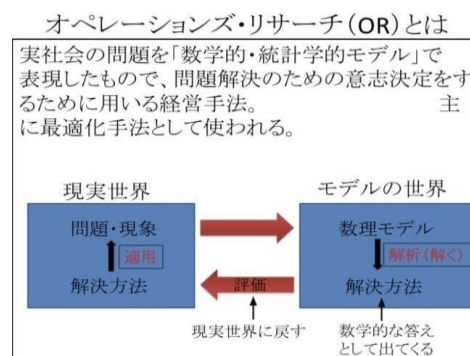 オペレーションズ・リサーチ(OR)とは
実社会の問題を「数学的・統計学的モデル」で
表現したもので、問題解決のための意志決定をす
るために用いる経営手法。 主
に最適化手法として使われる。
現実世界
モデルの世界
問題・現象
数理モデル
適用
解析(解く)
解決方法
評価
解決方法
現実世界に戻す
数学的な答え
として出てくる